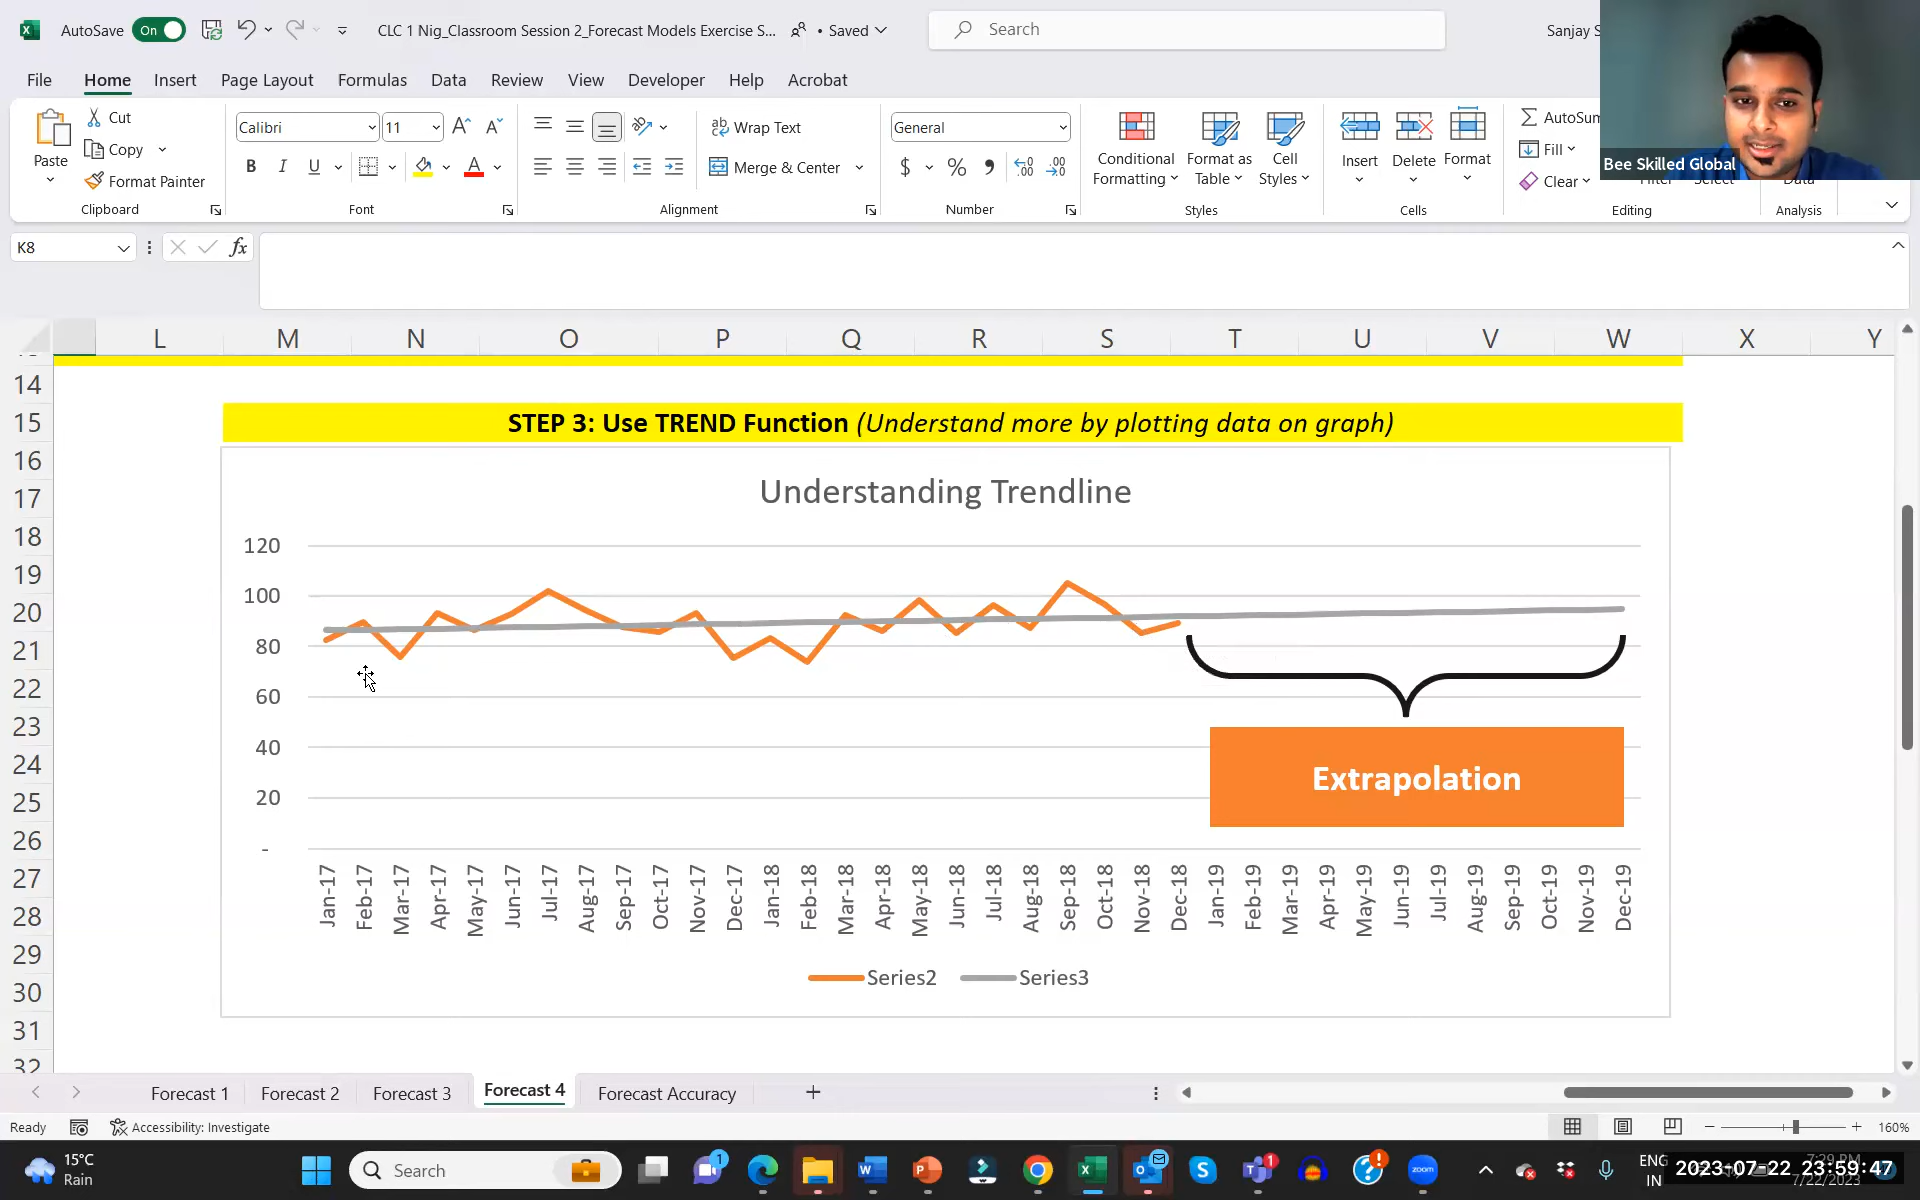 AutoSave On CLC 1 Nig_Classroom Session 2_Forecast Models Exercise S... • Saved Search Sanjay S
File Home Insert Page Layout Formulas Data Review View Developer Help Acrobat
Paste Cut Calibri 11 Wrap Text General Conditional Formatting Format as Table Cell Styles Insert Delete Format AutoSum
Copy B I U Merge & Center $ % Fill
Format Painter Clear
Clipboard Font Alignment Number Styles Cells Editing Analysis
Bee Skilled Global
K8 fx
L M N O P Q R S T U V W X Y
14
15
16
17
18
19
20
21
22
23
24
25
26
27
28
29
30
31
32
STEP 3: Use TREND Function (Understand more by plotting data on graph)
Understanding Trendline
120
100
80
60
40
20
-
Extrapolation
Jan-17 Feb-17 Mar-17 Apr-17 May-17 Jun-17 Jul-17 Aug-17 Sep-17 Oct-17 Nov-17 Dec-17 Jan-18 Feb-18 Mar-18 Apr-18 May-18 Jun-18 Jul-18 Aug-18 Sep-18 Oct-18 Nov-18 Dec-18 Jan-19 Feb-19 Mar-19 Apr-19 May-19 Jun-19 Jul-19 Aug-19 Sep-19 Oct-19 Nov-19 Dec-19
Series2 Series3
Forecast 1 Forecast 2 Forecast 3 Forecast 4 Forecast Accuracy
Ready Accessibility: Investigate 160%
15°C
Rain
Search
zoom
ENG
IN
2023-07-22 23:59:47
7:29 PM
7/22/2023